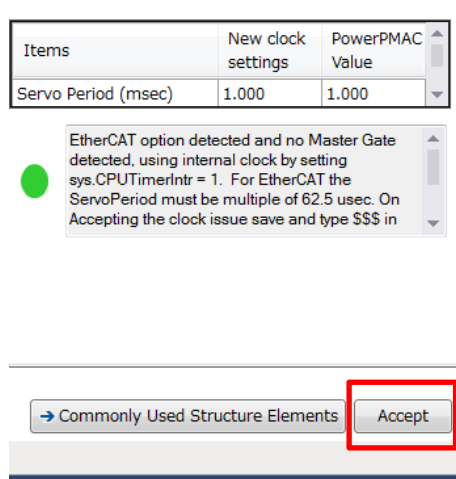 Items
New clock
settings
PowerPMAC
Value
Servo Period (msec) 1.000 1.000
EtherCAT option detected and no Master Gate
detected, using internal clock by setting
sys.CPUTimerIntr = 1.  For EtherCAT the
ServoPeriod must be multiple of 62.5 usec. On
Accepting the clock issue save and type $$$ in
Commonly Used Structure Elements
Accept